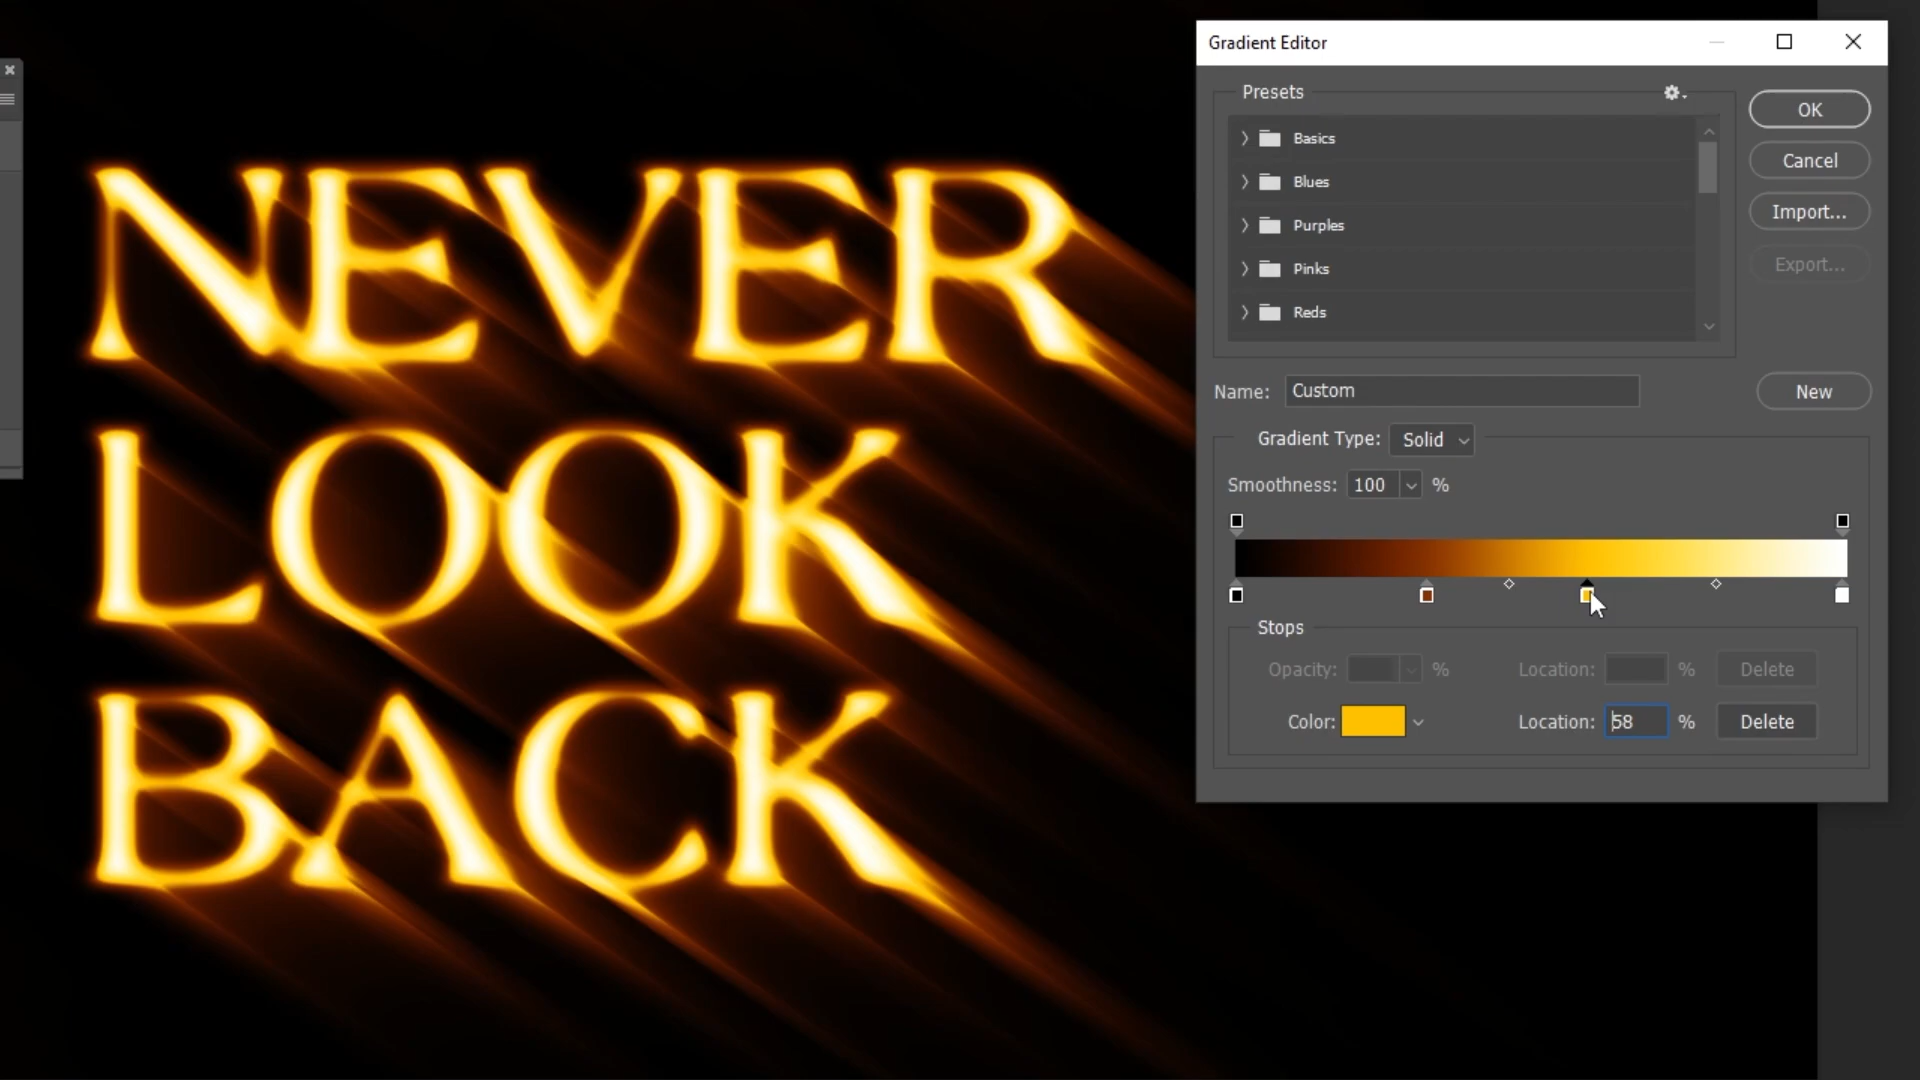 NEVER
LOOK
BACK
Gradient Editor
Presets
Basics
Blues
Purples
Pinks
Reds
OK
Cancel
Import...
Export...
Name: Custom
New
Gradient Type: Solid
Smoothness: 100 %
Stops
Opacity: % Location: % Delete
Color: Location: 58 % Delete